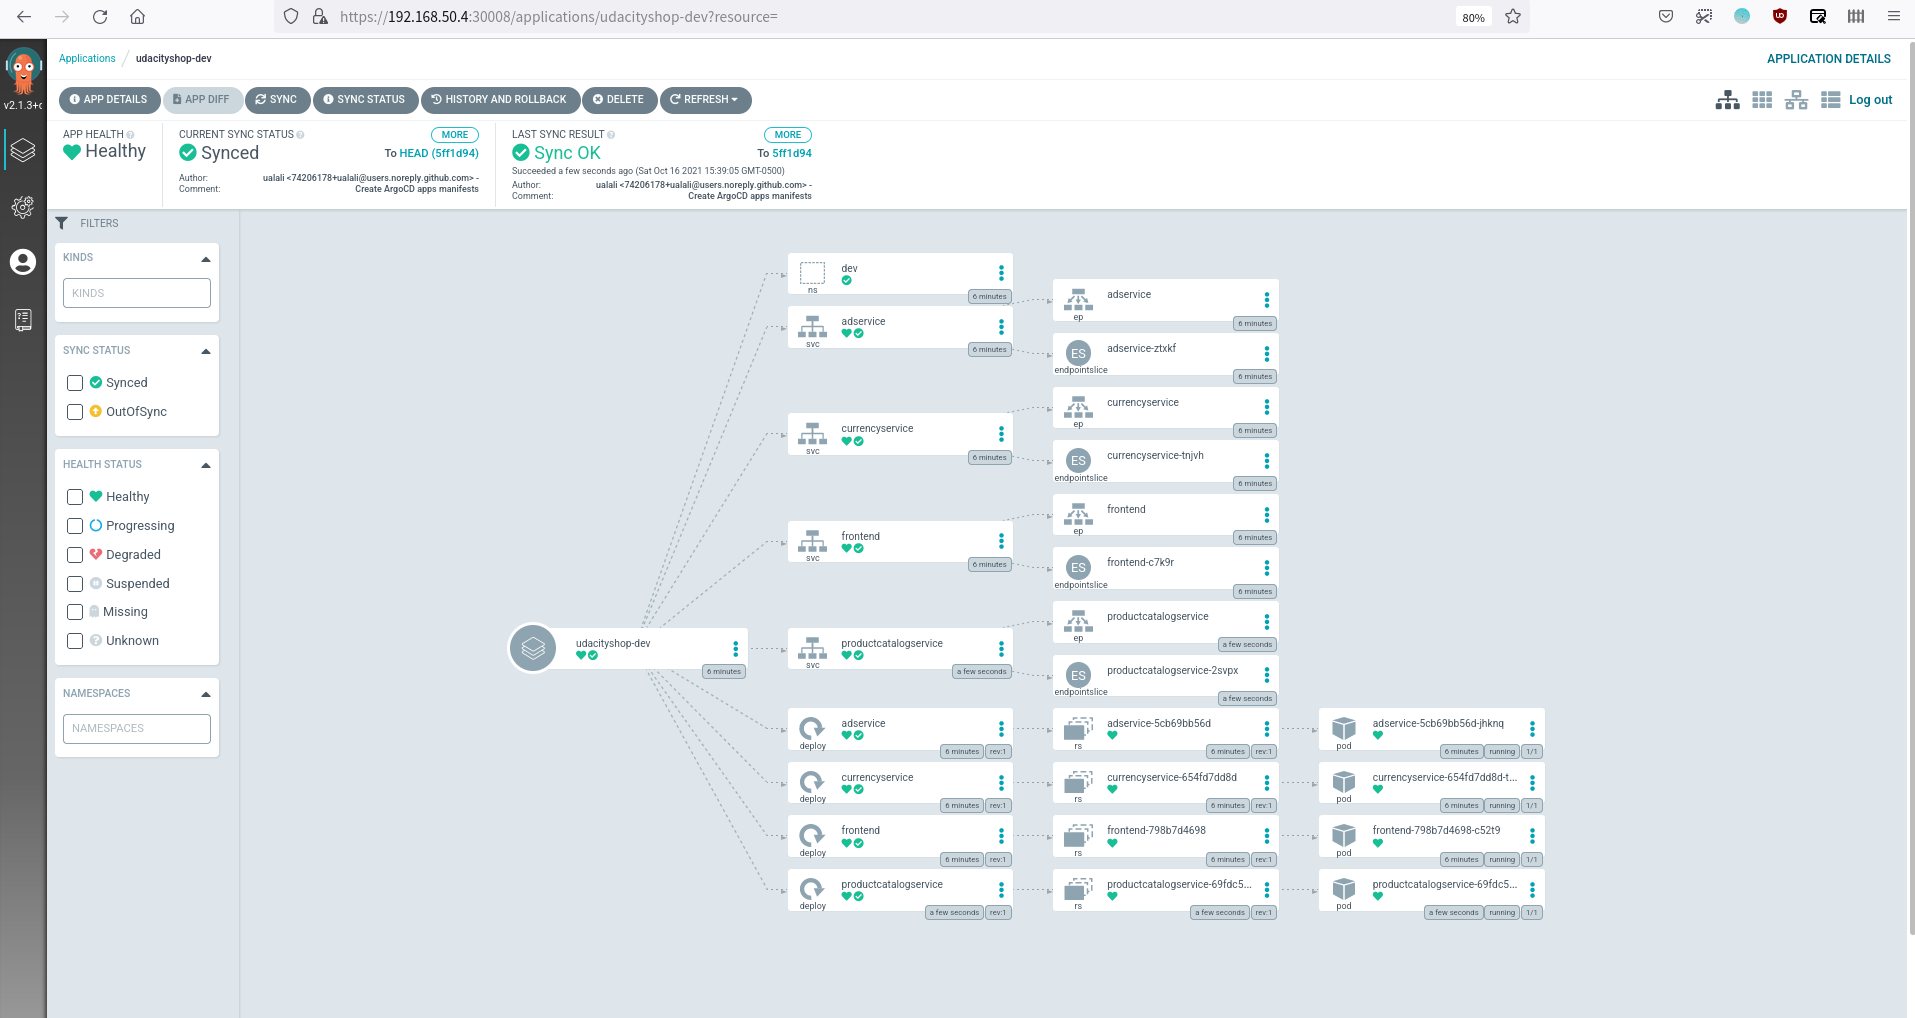 https://192.168.50.4:30008/applications/udacityshop-dev?resource=
80%
Applications / udacityshop-dev
APPLICATION DETAILS
v2.1.3+
APP DETAILS
APP DIFF
SYNC
SYNC STATUS
HISTORY AND ROLLBACK
DELETE
REFRESH
Log out
APP HEALTH
Healthy
CURRENT SYNC STATUS
MORE
Synced
To HEAD (5ff1d94)
Author: ualali <74206178+ualali@users.noreply.github.com> -
Comment: Create ArgoCD apps manifests
LAST SYNC RESULT
MORE
Sync OK
To 5ff1d94
Succeeded a few seconds ago (Sat Oct 16 2021 15:39:05 GMT-0500)
Author: ualali <74206178+ualali@users.noreply.github.com> -
Comment: Create ArgoCD apps manifests
FILTERS
KINDS
KINDS
SYNC STATUS
Synced
OutOfSync
HEALTH STATUS
Healthy
Progressing
Degraded
Suspended
Missing
Unknown
NAMESPACES
NAMESPACES
udacityshop-dev
6 minutes
dev
ns
6 minutes
adservice
svc
6 minutes
adservice
ep
6 minutes
ES
adservice-ztxkf
endpointslice
6 minutes
currencyservice
svc
6 minutes
currencyservice
ep
6 minutes
ES
currencyservice-tnjvh
endpointslice
6 minutes
frontend
svc
6 minutes
frontend
ep
6 minutes
ES
frontend-c7k9r
endpointslice
6 minutes
productcatalogservice
svc
a few seconds
productcatalogservice
ep
a few seconds
ES
productcatalogservice-2svpx
endpointslice
a few seconds
adservice
deploy
6 minutes rev:1
adservice-5cb69bb56d
rs
6 minutes rev:1
adservice-5cb69bb56d-jhknq
pod
6 minutes running 1/1
currencyservice
deploy
6 minutes rev:1
currencyservice-654fd7dd8d
rs
6 minutes rev:1
currencyservice-654fd7dd8d-t...
pod
6 minutes running 1/1
frontend
deploy
6 minutes rev:1
frontend-798b7d4698
rs
6 minutes rev:1
frontend-798b7d4698-c52t9
pod
6 minutes running 1/1
productcatalogservice
deploy
a few seconds rev:1
productcatalogservice-69fdc5...
rs
a few seconds rev:1
productcatalogservice-69fdc5...
pod
a few seconds running 1/1